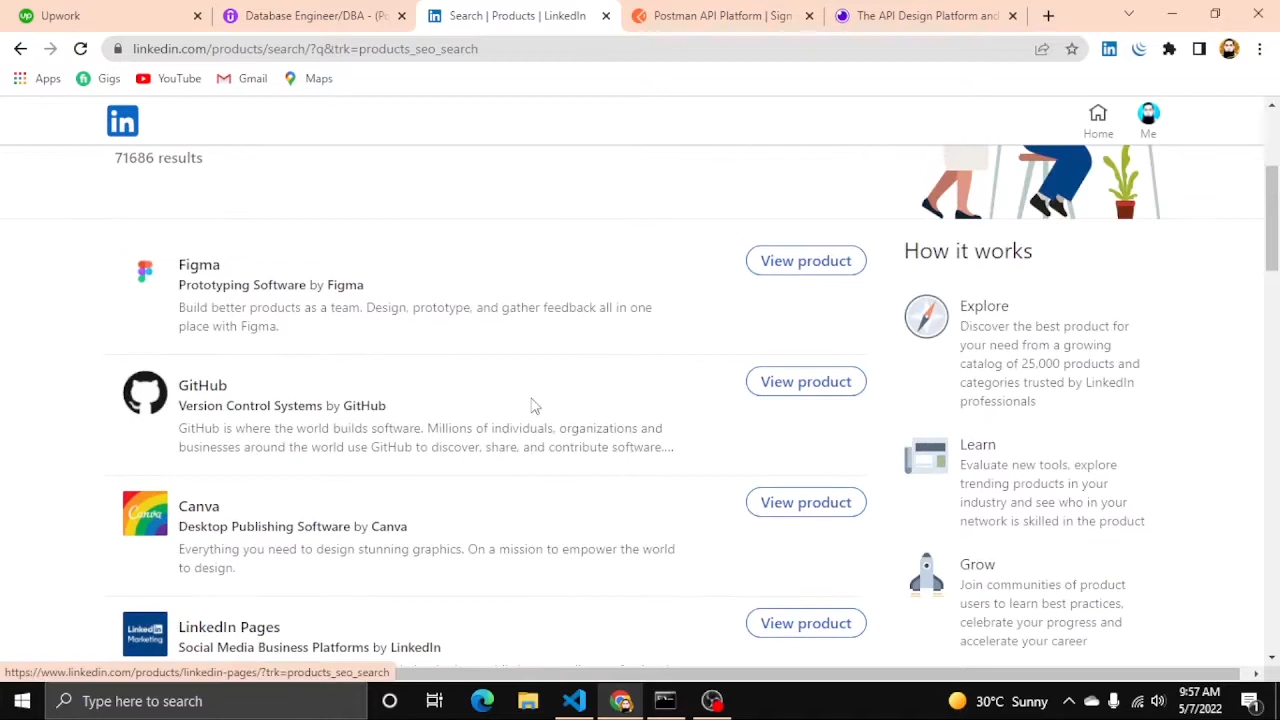 Upwork
Database Engineer/DBA - (Po
Search | Products | LinkedIn
Postman API Platform | Sign
The API Design Platform and
linkedin.com/products/search/?q&trk=products_seo_search
Apps
Gigs
YouTube
Gmail
Maps
in
Home
Me
71686 results
Figma
Prototyping Software by Figma
Build better products as a team. Design, prototype, and gather feedback all in one
place with Figma.
View product
GitHub
Version Control Systems by GitHub
GitHub is where the world builds software. Millions of individuals, organizations and
businesses around the world use GitHub to discover, share, and contribute software....
View product
Canva
Canva
Desktop Publishing Software by Canva
Everything you need to design stunning graphics. On a mission to empower the world
to design.
View product
Linked in
Marketing
LinkedIn Pages
Social Media Business Platforms by LinkedIn
View product
How it works
Explore
Discover the best product for
your need from a growing
catalog of 25,000 products and
categories trusted by LinkedIn
professionals
Learn
Evaluate new tools, explore
trending products in your
industry and see who in your
network is skilled in the product
Grow
Join communities of product
users to learn best practices,
celebrate your progress and
accelerate your career
https://www.linkedin.com/products/linkedin-pages/?trk=products_seo_search
Type here to search
30°C Sunny
9:57 AM
5/7/2022
1